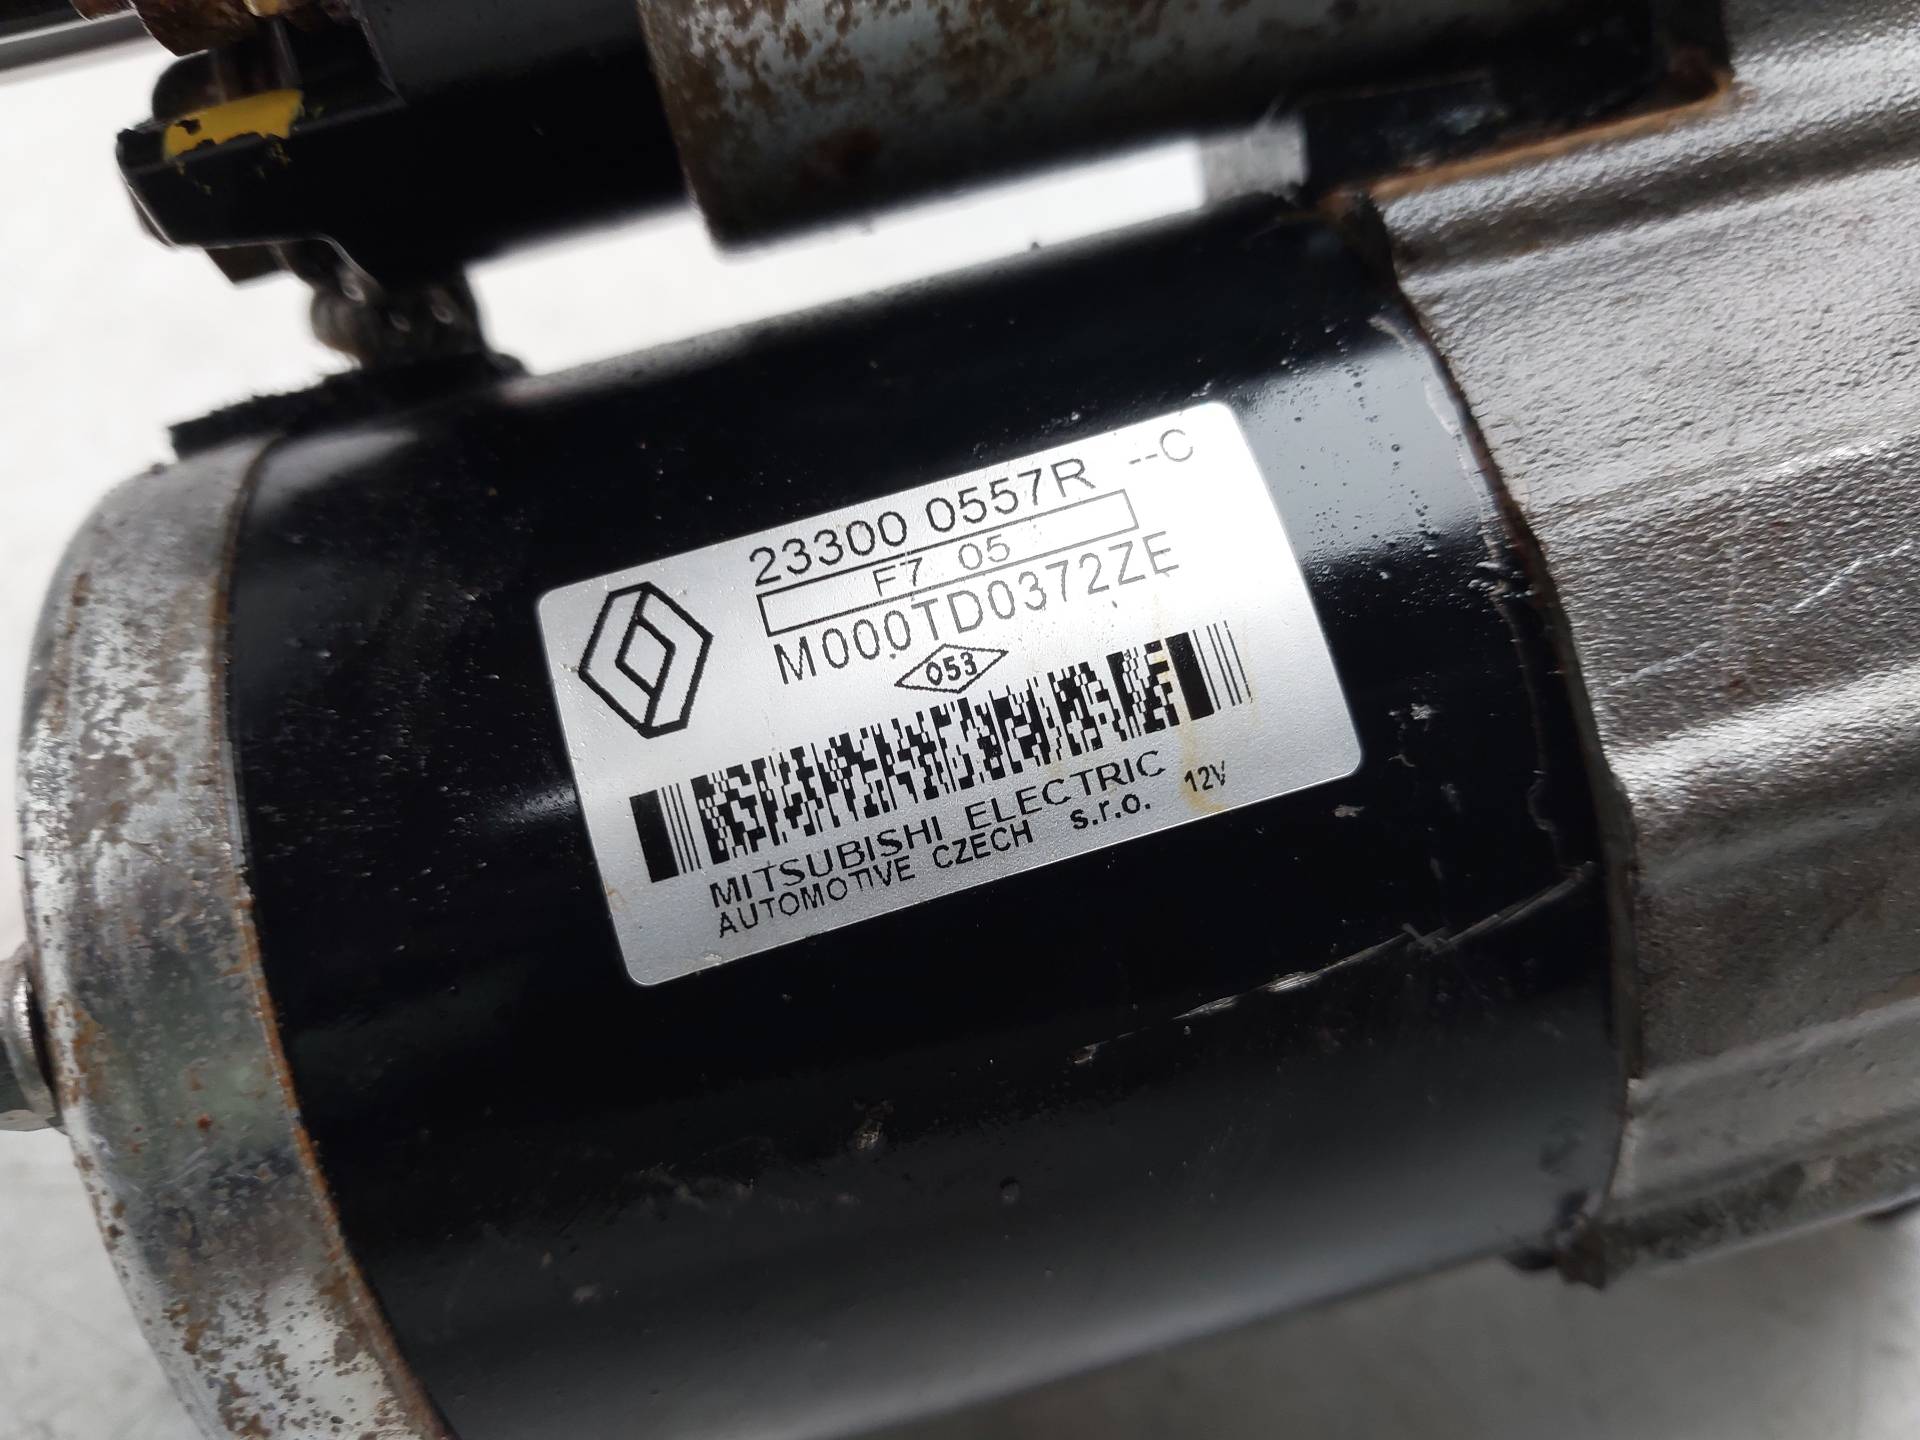 23300 0557R --C
F7 05
M000TD0372ZE
053
MITSUBISHI ELECTRIC
AUTOMOTIVE CZECH s.r.o. 12V